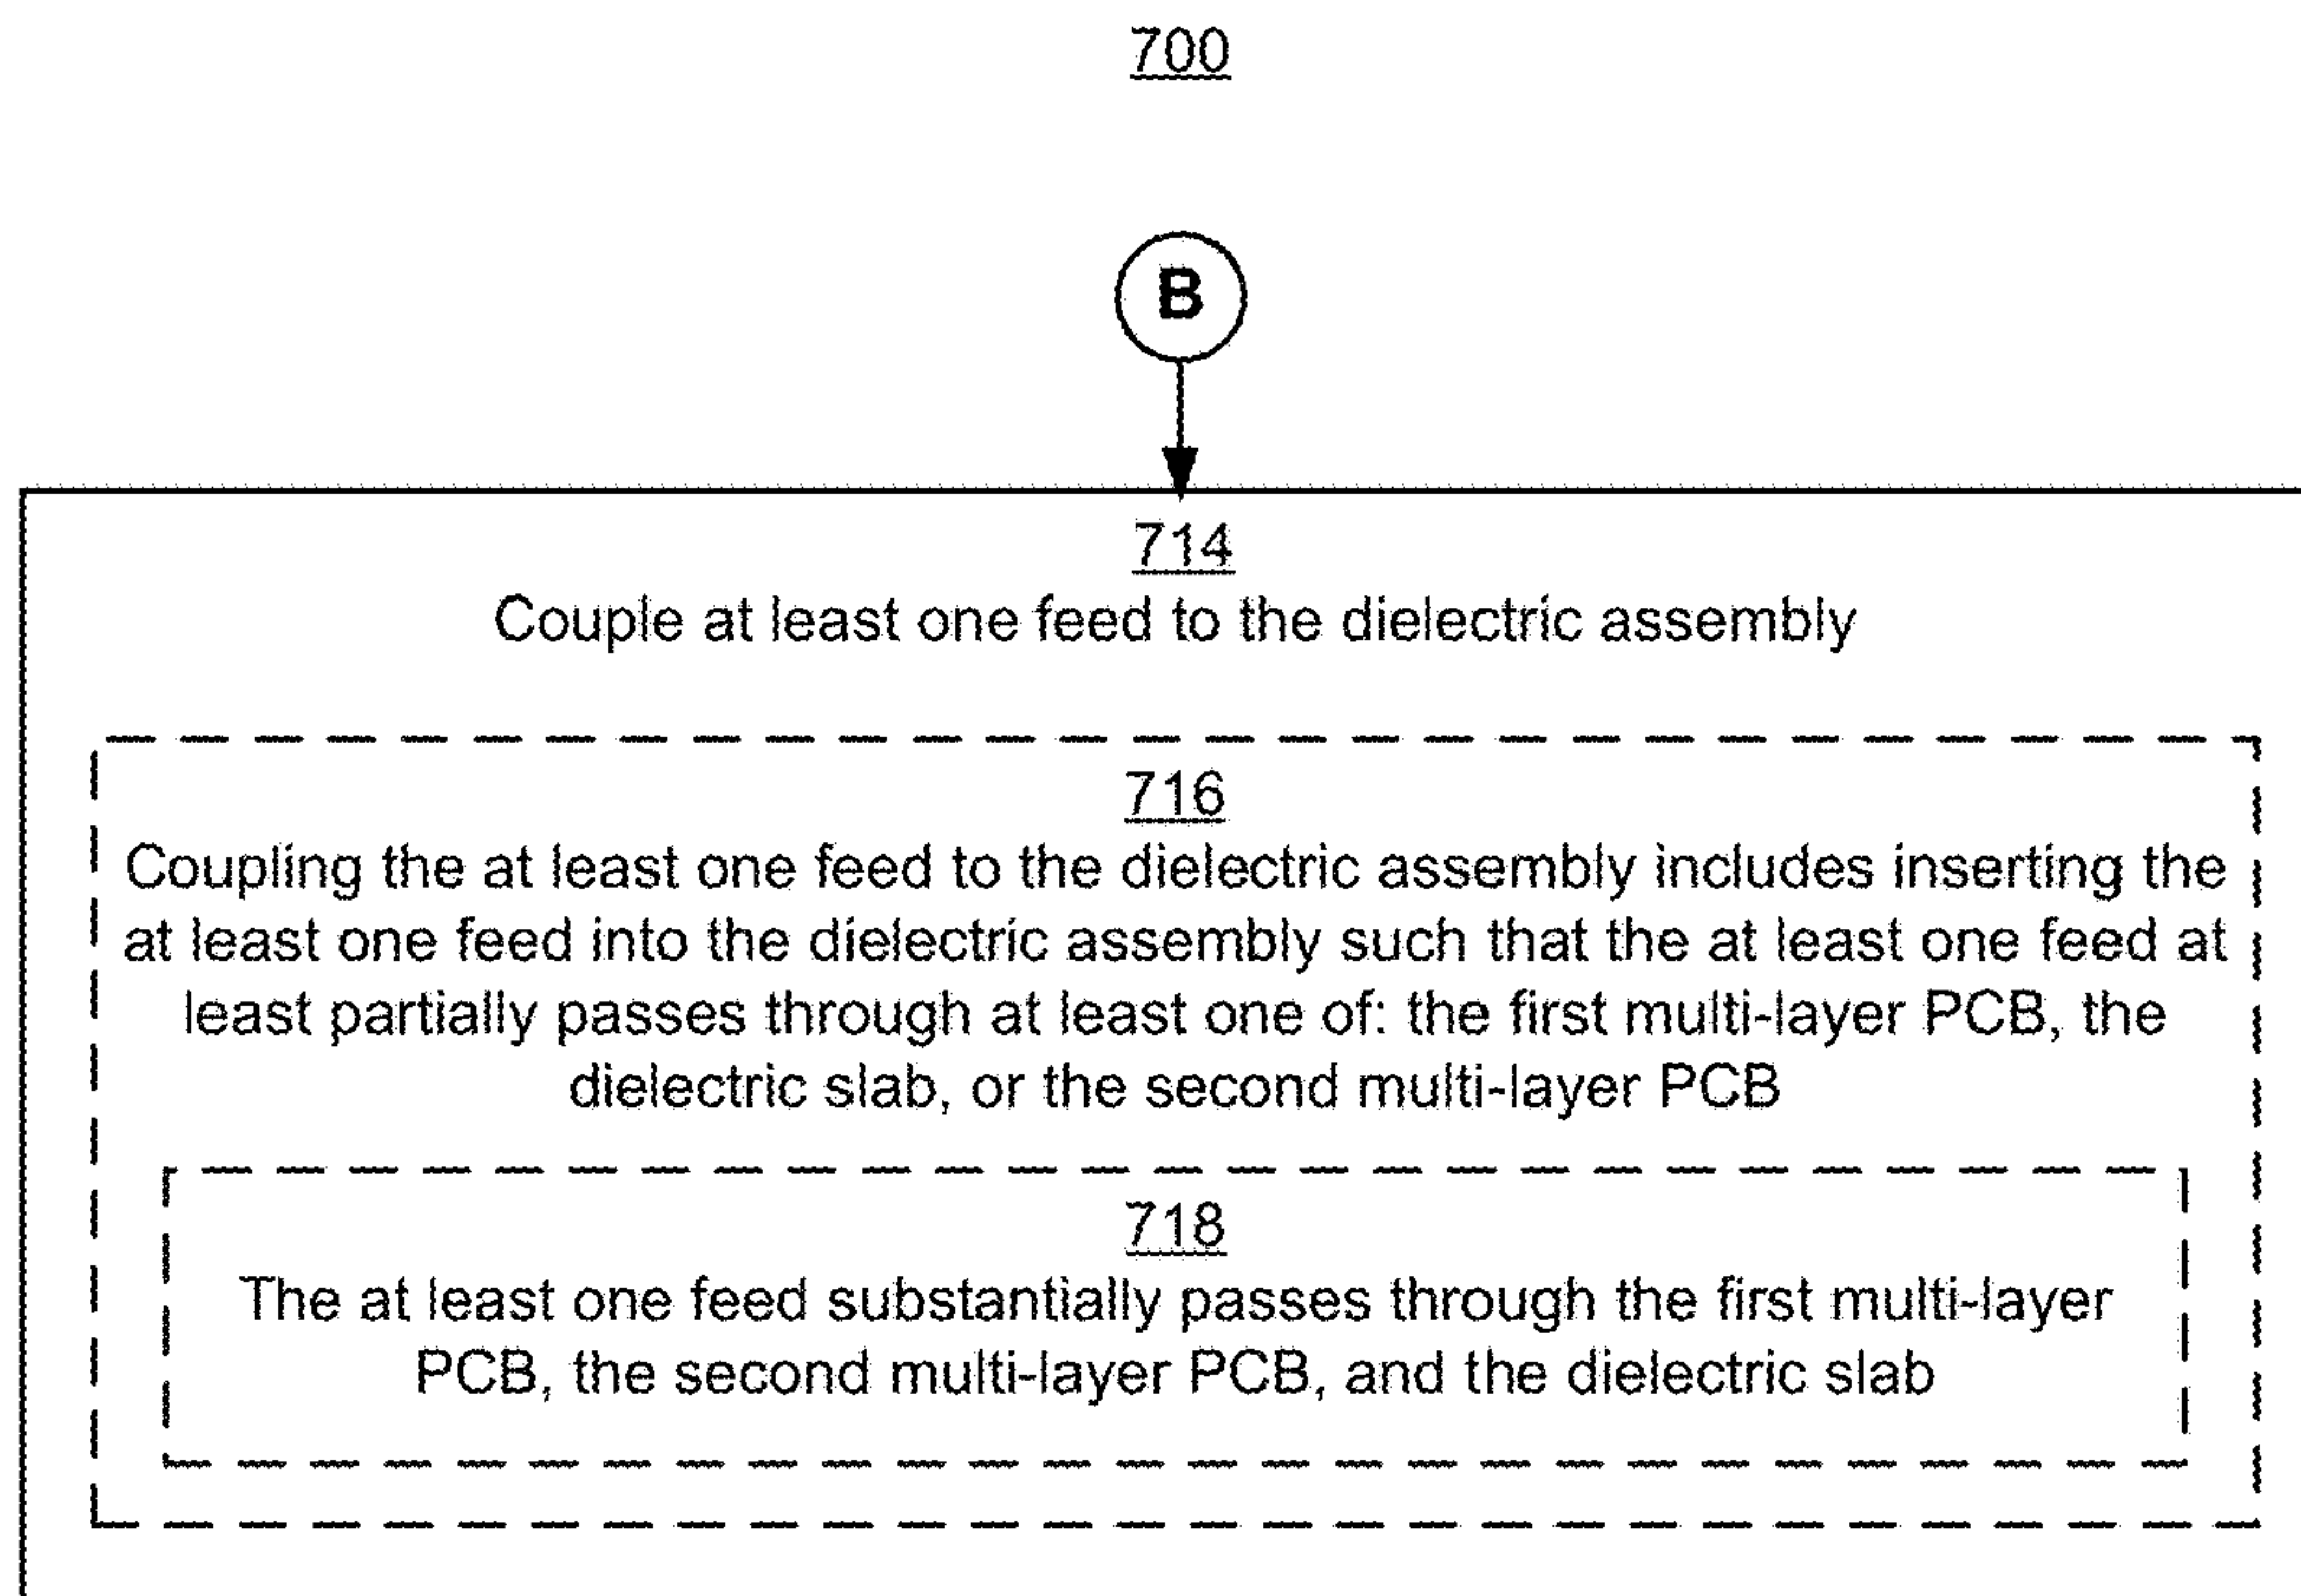 700
B
714
Couple at least one feed to the dielectric assembly
716
Coupling the at least one feed to the dielectric assembly includes inserting the
at least one feed into the dielectric assembly such that the at least one feed at
least partially passes through at least one of: the first multi-layer PCB, the
dielectric slab, or the second multi-layer PCB
718
The at least one feed substantially passes through the first multi-layer
PCB, the second multi-layer PCB, and the dielectric slab